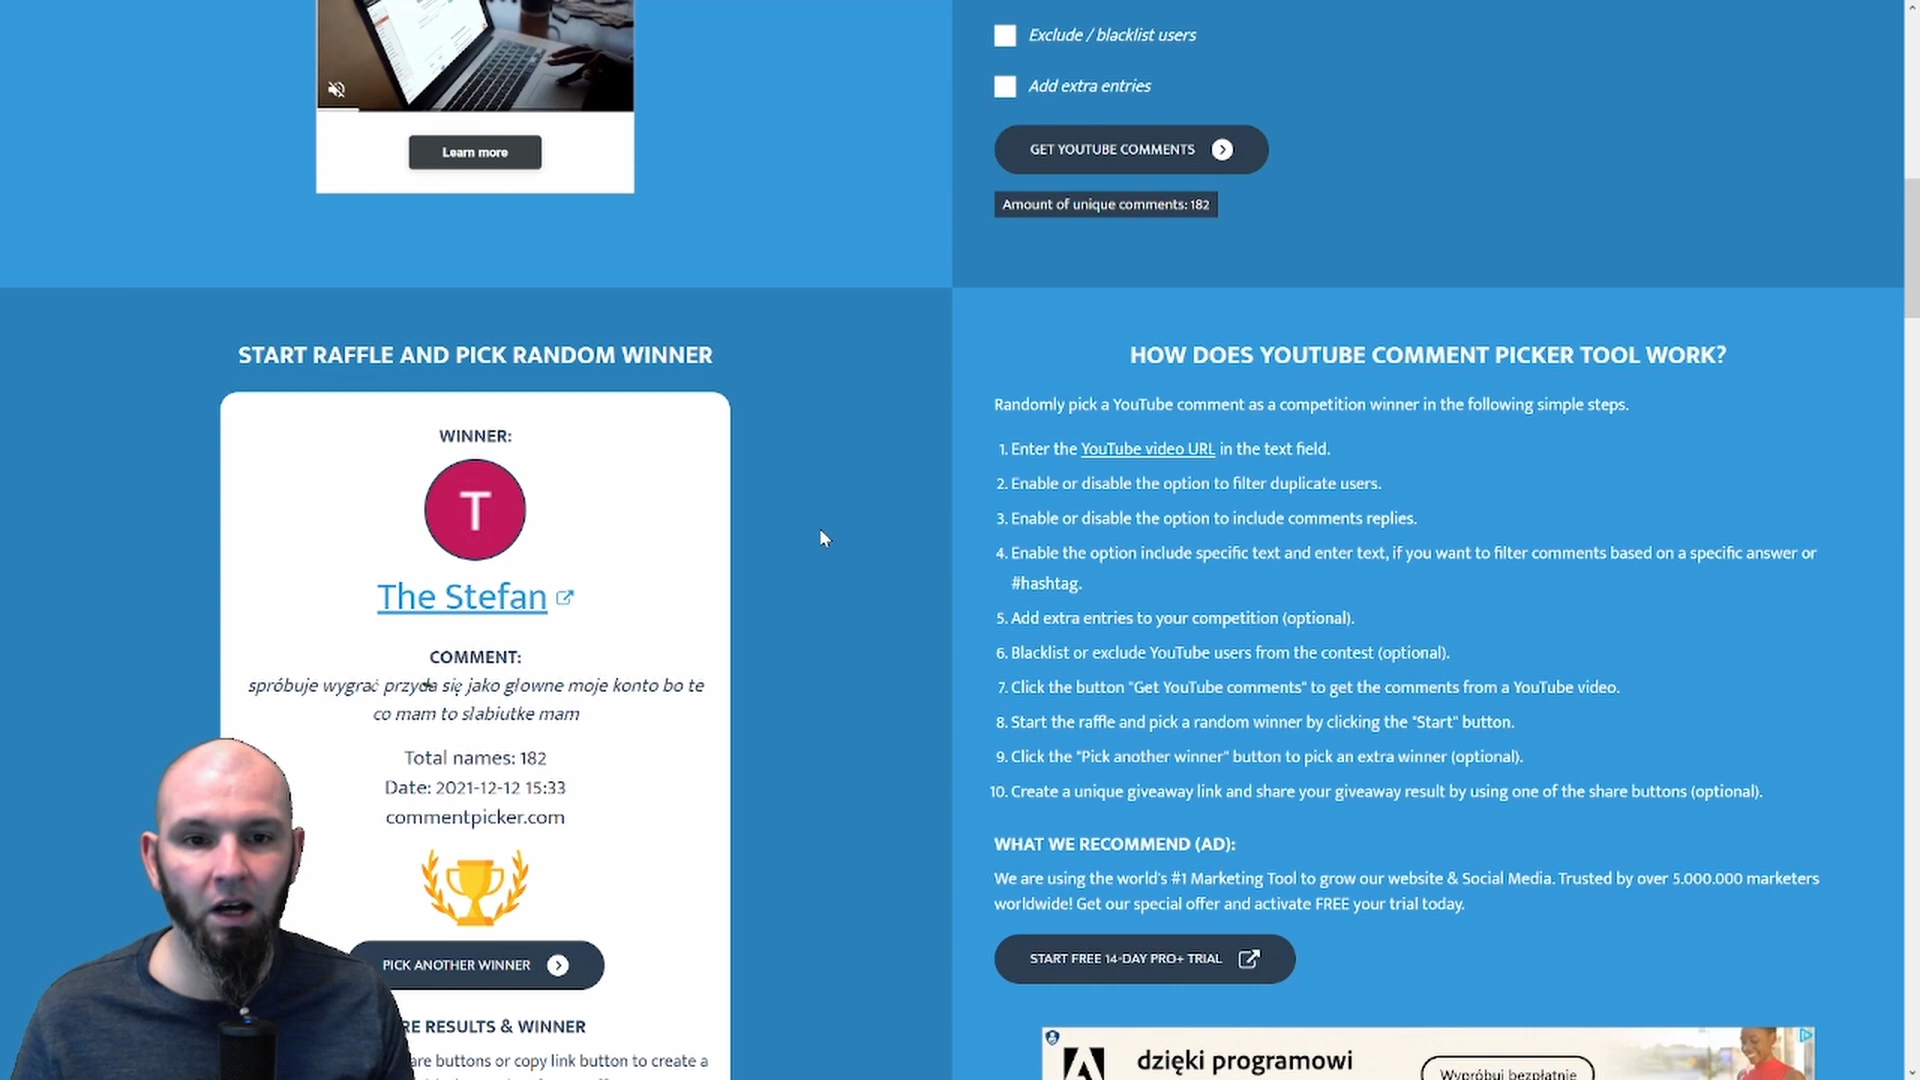 Exclude / blacklist users
Add extra entries
GET YOUTUBE COMMENTS
Amount of unique comments: 182
Learn more
START RAFFLE AND PICK RANDOM WINNER
WINNER:
T
The Stefan
COMMENT:
spróbuje wygrać przyda się jako głowne moje konto bo te
co mam to slabiutke mam
Total names: 182
Date: 2021-12-12 15:33
commentpicker.com
PICK ANOTHER WINNER
RE RESULTS & WINNER
are buttons or copy link button to create a
HOW DOES YOUTUBE COMMENT PICKER TOOL WORK?
Randomly pick a YouTube comment as a competition winner in the following simple steps.
1. Enter the YouTube video URL in the text field.
2. Enable or disable the option to filter duplicate users.
3. Enable or disable the option to include comments replies.
4. Enable the option include specific text and enter text, if you want to filter comments based on a specific answer or
#hashtag.
5. Add extra entries to your competition (optional).
6. Blacklist or exclude YouTube users from the contest (optional).
7. Click the button "Get YouTube comments" to get the comments from a YouTube video.
8. Start the raffle and pick a random winner by clicking the "Start" button.
9. Click the "Pick another winner" button to pick an extra winner (optional).
10. Create a unique giveaway link and share your giveaway result by using one of the share buttons (optional).
WHAT WE RECOMMEND (AD):
We are using the world's #1 Marketing Tool to grow our website & Social Media. Trusted by over 5.000.000 marketers
worldwide! Get our special offer and activate FREE your trial today.
START FREE 14-DAY PRO+ TRIAL
dzięki programowi
Wypróbuj bezpłatnie